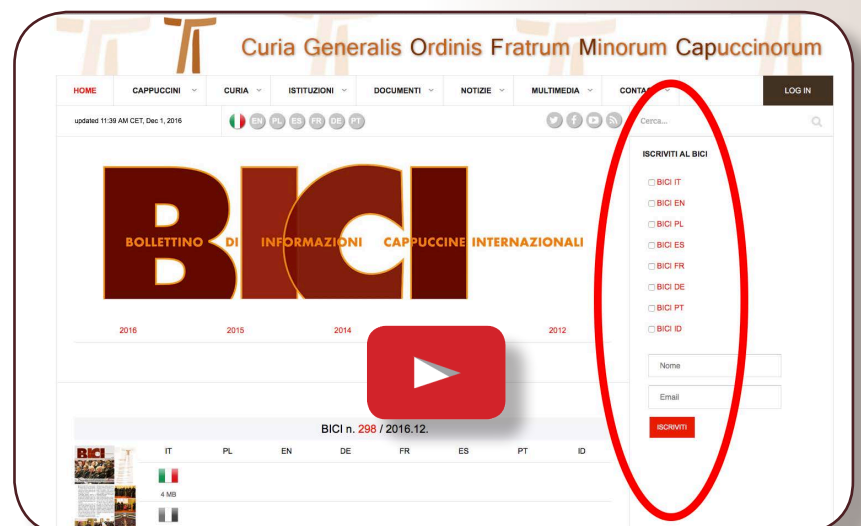 Curia Generalis Ordinis Fratrum Minorum Capuccinorum
HOME CAPPUCCINI CURIA ISTITUZIONI DOCUMENTI NOTIZIE MULTIMEDIA LOG IN
updated 11:39 AM CET, Dec 1, 2016 EN PL ES FR DE PT Cerca...
ISCRIVITI AL BICI
BICI IT
BICI EN
BICI PL
BICI ES
BICI FR
BICI DE
BICI PT
BICI ID
Nome
Email
ISCRIVITI
BICI
BOLLETTINO DI INFORMAZIONI CAPPUCCINE INTERNAZIONALI
2016 2015 2014 2012
BICI n. 298 / 2016.12.
BICI
IT PL EN DE FR ES PT ID
4 MB